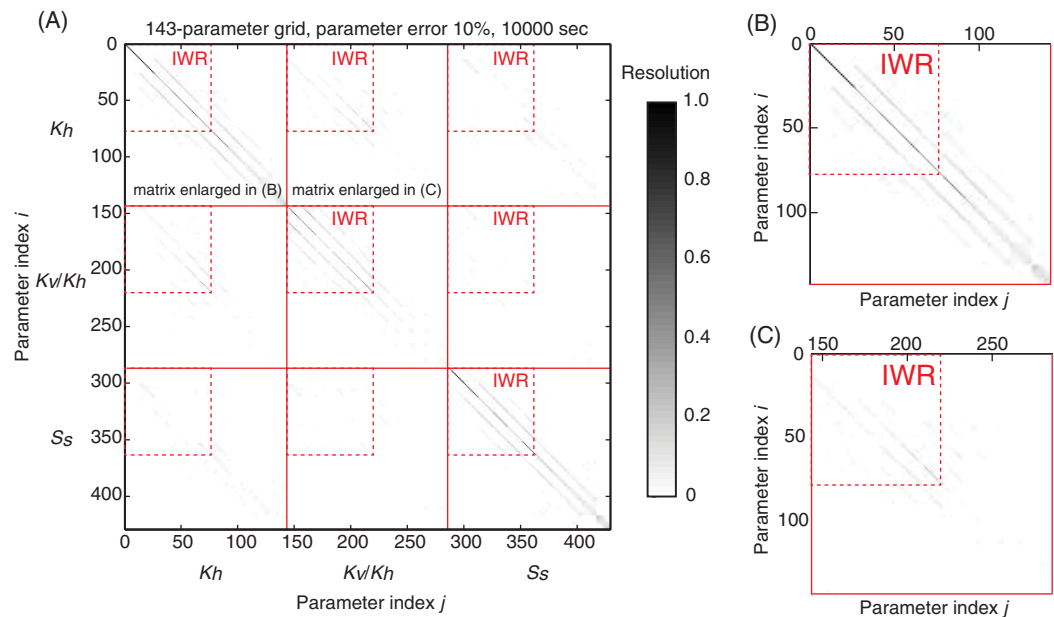 (A)
143-parameter grid, parameter error 10%, 10000 sec
0
50
100
150
200
250
300
350
400
Kh
Kv/Kh
Ss
Parameter index i
IWR
IWR
IWR
matrix enlarged in (B)
matrix enlarged in (C)
IWR
IWR
IWR
0
50
100
150
200
250
300
350
400
Kh
Kv/Kh
Ss
Parameter index j
Resolution
1.0
0.8
0.6
0.4
0.2
0
(B)
0
100
0
50
100
IWR
Parameter index i
Parameter index j
(C)
150
200
250
0
50
100
IWR
Parameter index i
Parameter index j